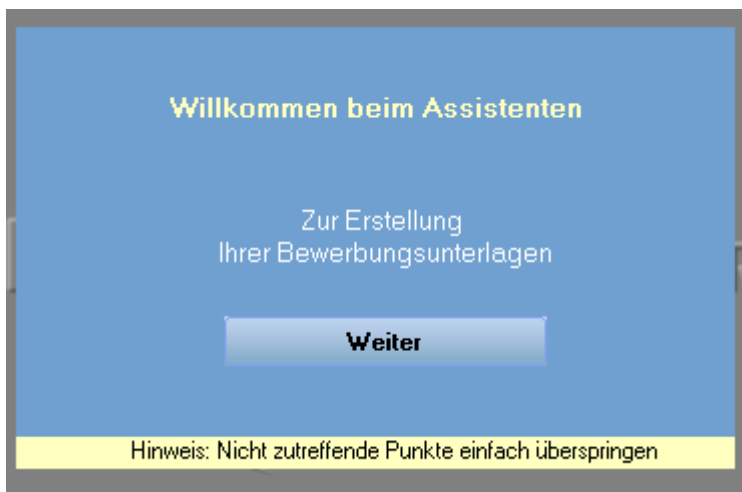 Willkommen beim Assistenten
Zur Erstellung
Ihrer Bewerbungsunterlagen
Weiter
Hinweis: Nicht zutreffende Punkte einfach überspringen